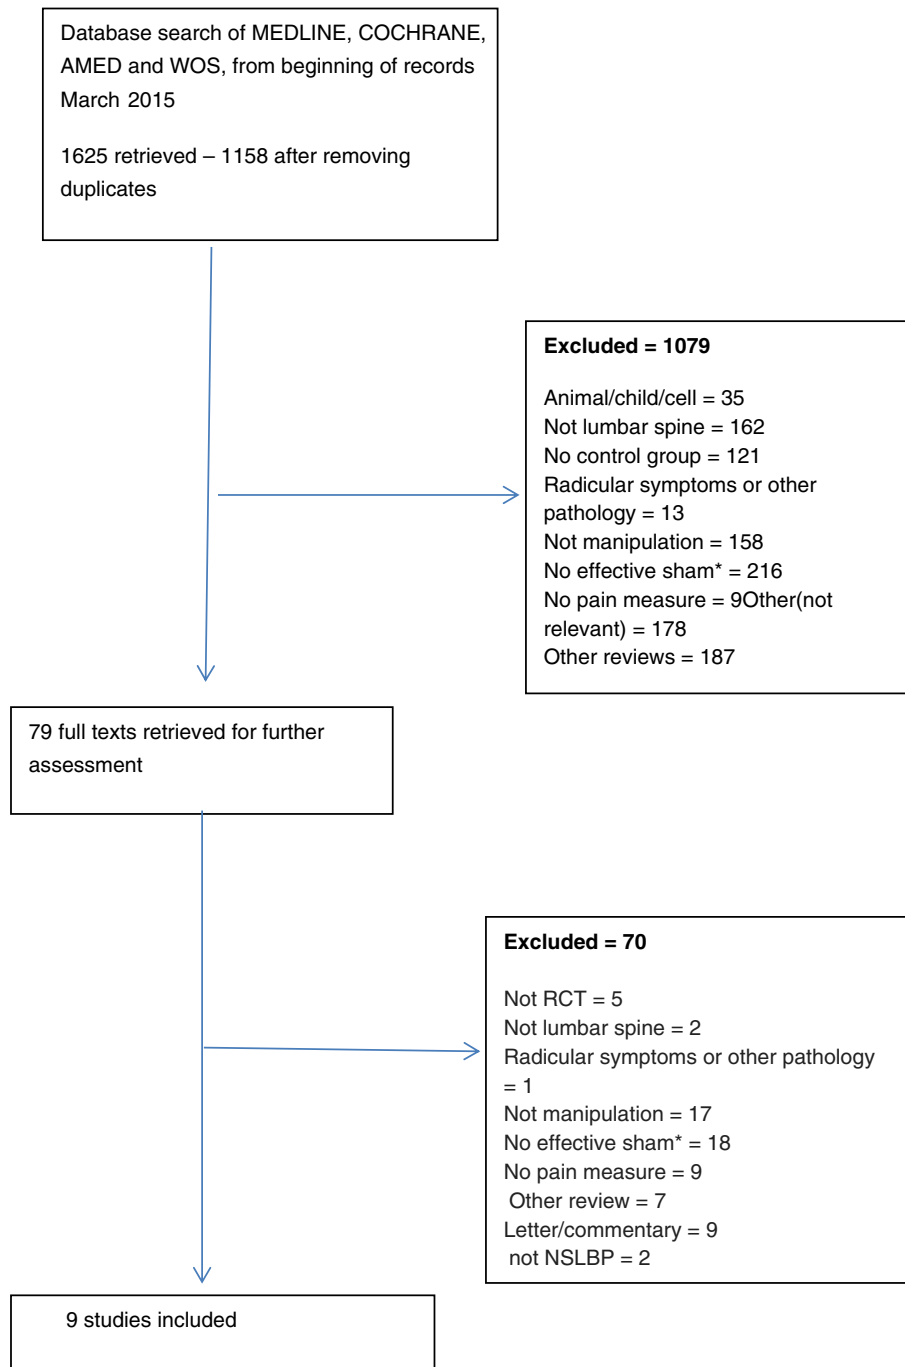 Database search of MEDLINE, COCHRANE,
AMED and WOS, from beginning of records
March 2015
1625 retrieved – 1158 after removing
duplicates
Excluded = 1079
Animal/child/cell = 35
Not lumbar spine = 162
No control group = 121
Radicular symptoms or other
pathology = 13
Not manipulation = 158
No effective sham* = 216
No pain measure = 9Other(not
relevant) = 178
Other reviews = 187
79 full texts retrieved for further
assessment
Excluded = 70
Not RCT = 5
Not lumbar spine = 2
Radicular symptoms or other pathology
= 1
Not manipulation = 17
No effective sham* = 18
No pain measure = 9
Other review = 7
Letter/commentary = 9
not NSLBP = 2
9 studies included